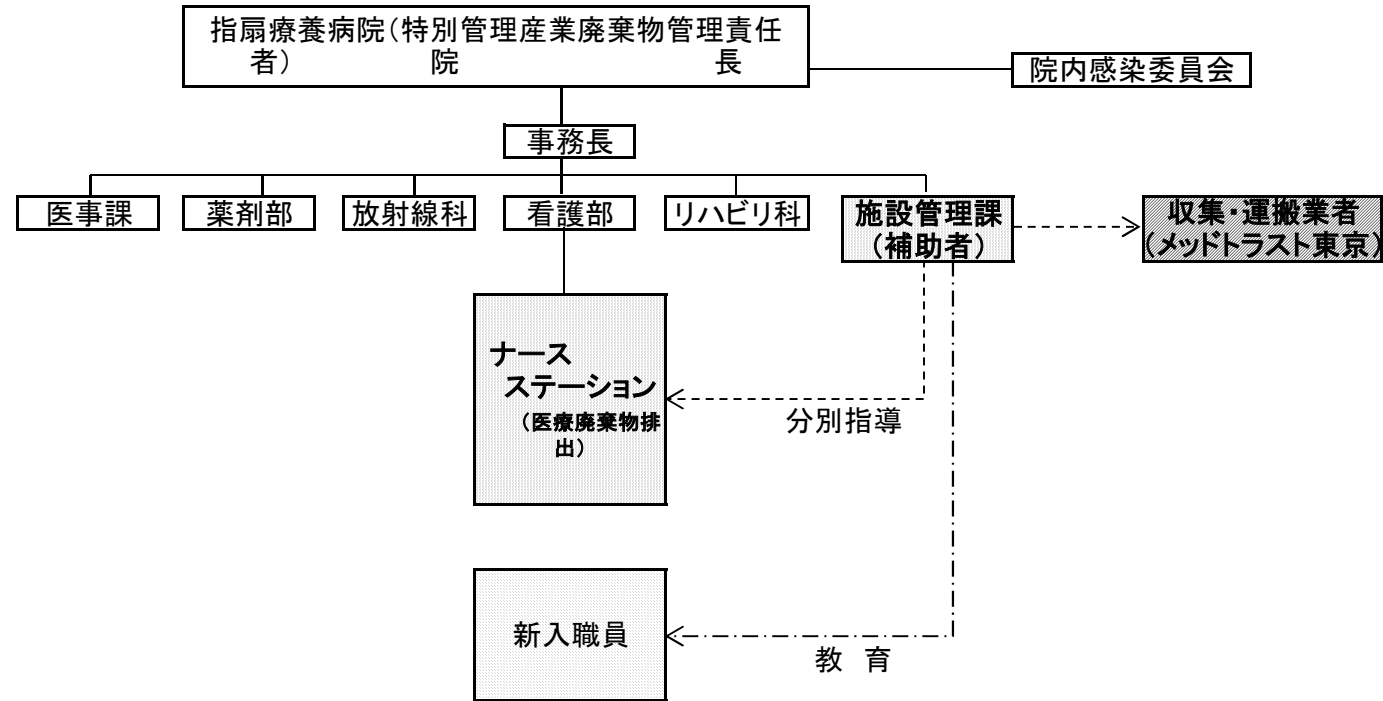 指扇療養病院（特別管理産業廃棄物管理責任
者） 院 長
院内感染委員会
事務長
医事課
薬剤部
放射線科
看護部
リハビリ科
施設管理課
（補助者）
収集・運搬業者
（メッドトラスト東京）
ナース
ステーション
（医療廃棄物排
出）
分別指導
新入職員
教 育